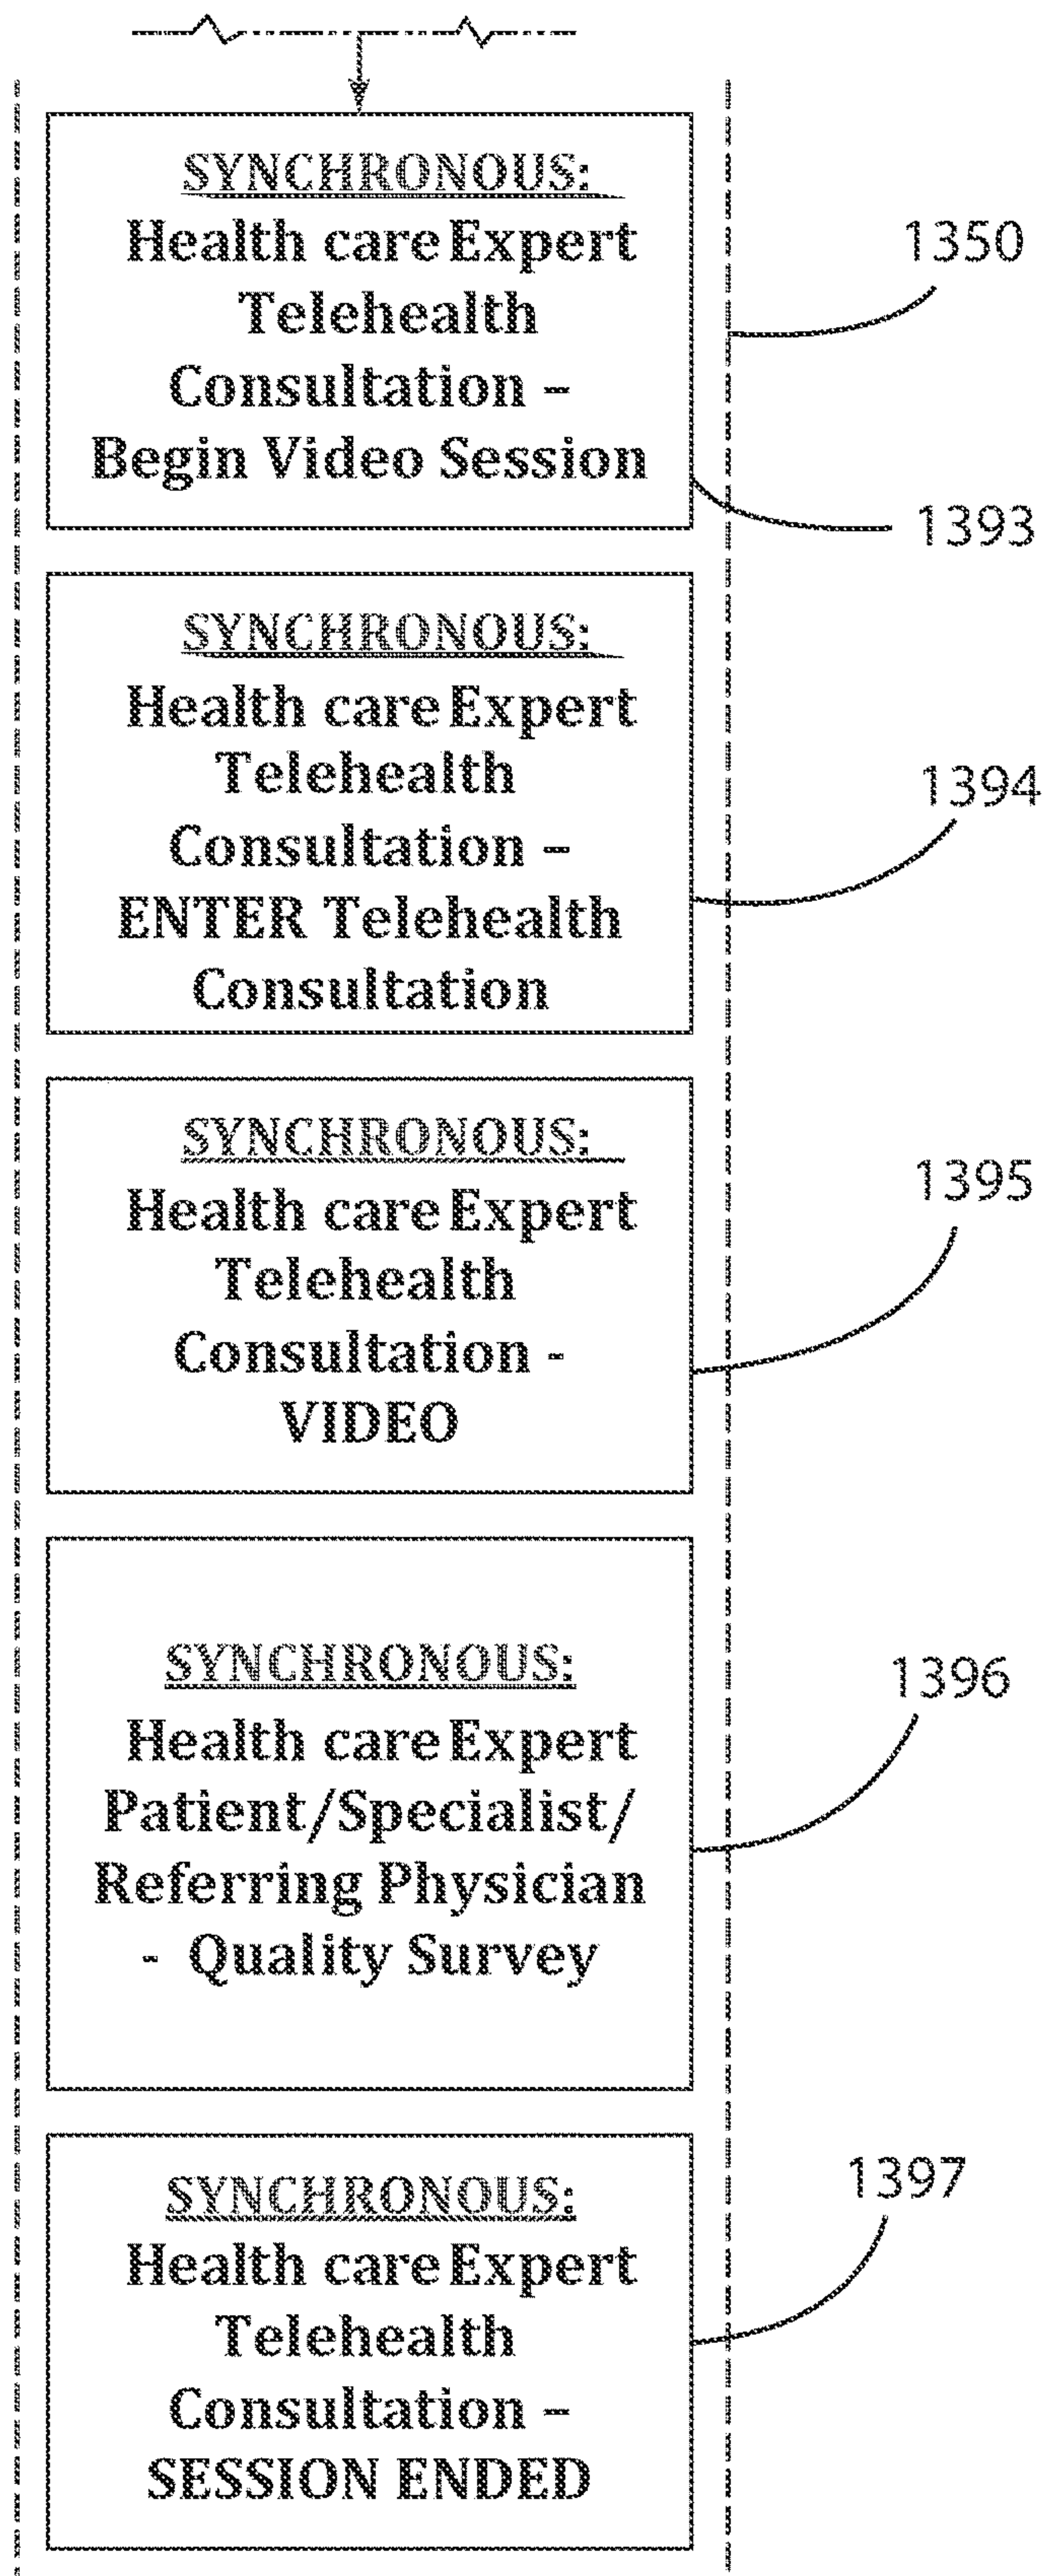 SYNCHRONOUS:
Health care Expert
Telehealth
Consultation –
Begin Video Session
1350
1393
SYNCHRONOUS:
Health care Expert
Telehealth
Consultation –
ENTER Telehealth
Consultation
1394
SYNCHRONOUS:
Health care Expert
Telehealth
Consultation -
VIDEO
1395
SYNCHRONOUS:
Health care Expert
Patient/Specialist/
Referring Physician
- Quality Survey
1396
SYNCHRONOUS:
Health care Expert
Telehealth
Consultation –
SESSION ENDED
1397